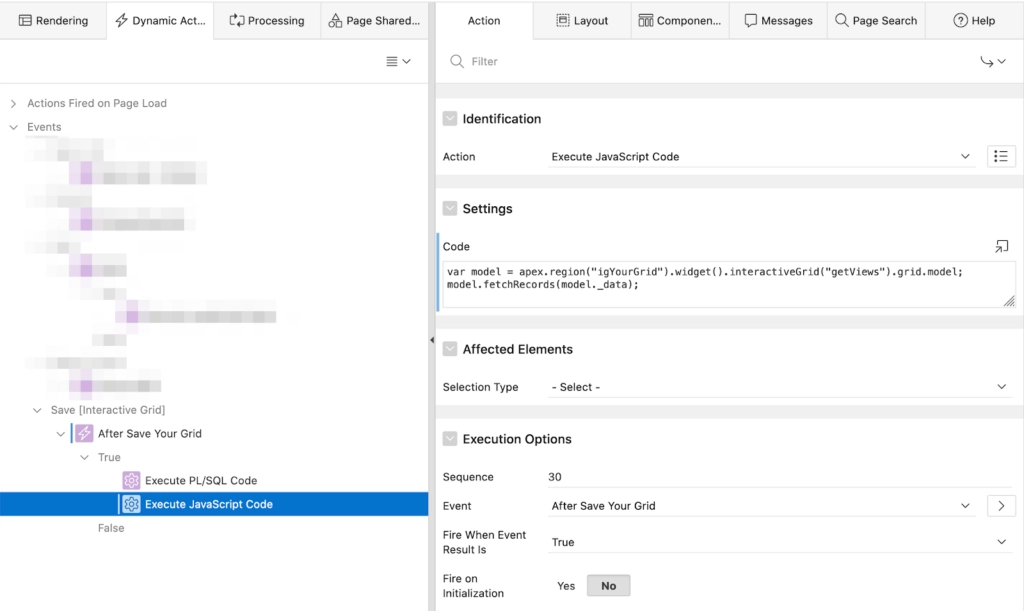 Rendering
Dynamic Act...
Processing
Page Shared...
Actions Fired on Page Load
Events
Save [Interactive Grid]
After Save Your Grid
True
Execute PL/SQL Code
Execute JavaScript Code
False
Action
Layout
Componen...
Messages
Page Search
Help
Filter
Identification
Action
Execute JavaScript Code
Settings
Code
var model = apex.region("igYourGrid").widget().interactiveGrid("getViews").grid.model;
model.fetchRecords(model._data);
Affected Elements
Selection Type
- Select -
Execution Options
Sequence
30
Event
After Save Your Grid
Fire When Event
Result Is
True
Fire on
Initialization
Yes
No